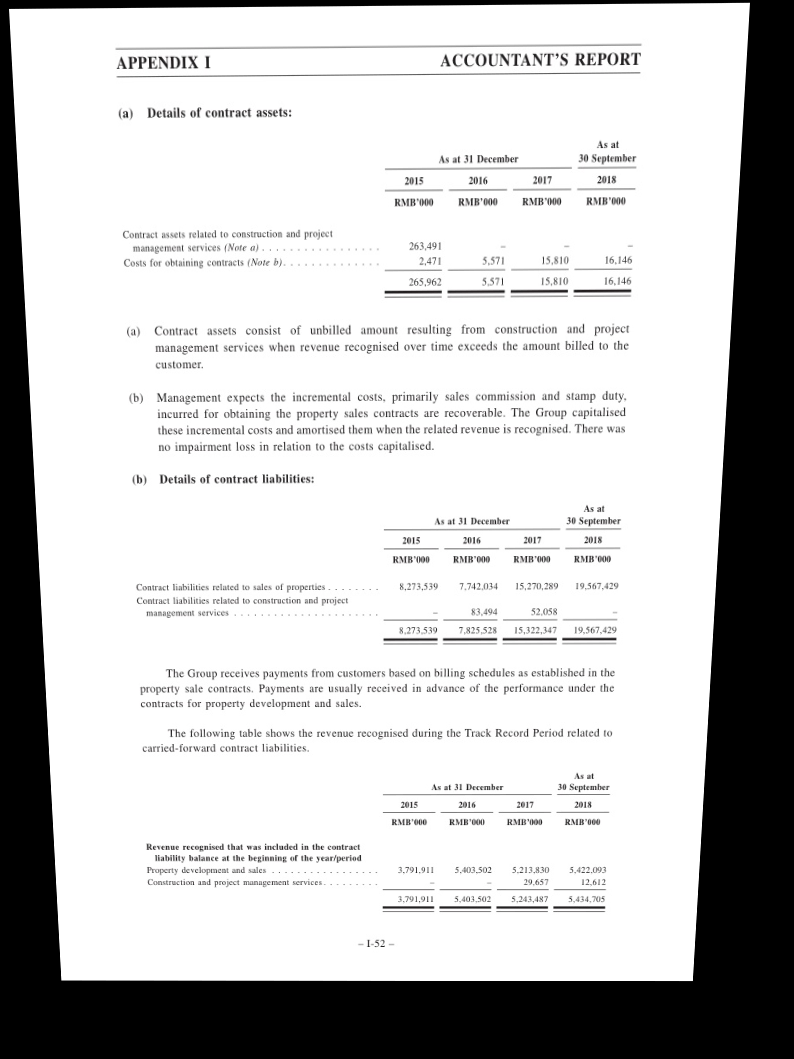 APPENDIX I ACCOUNTANT'S REPORT
(a) Details of contract assets:
As at
As at 31 December 30 September
2015 2016 2017 2018
RMB'000 RMB'000 RMB'000 RMB'000
Contract assets related to construction and project
management services (Note a) . . . . . . . . . . . . . . . . . 263,491 – – –
Costs for obtaining contracts (Note b). . . . . . . . . . . . . . 2,471 5,571 15,810 16,146
265,962 5,571 15,810 16,146
(a) Contract assets consist of unbilled amount resulting from construction and project
management services when revenue recognised over time exceeds the amount billed to the
customer.
(b) Management expects the incremental costs, primarily sales commission and stamp duty,
incurred for obtaining the property sales contracts are recoverable. The Group capitalised
these incremental costs and amortised them when the related revenue is recognised. There was
no impairment loss in relation to the costs capitalised.
(b) Details of contract liabilities:
As at
As at 31 December 30 September
2015 2016 2017 2018
RMB'000 RMB'000 RMB'000 RMB'000
Contract liabilities related to sales of properties . . . . . . . . 8,273,539 7,742,034 15,270,289 19,567,429
Contract liabilities related to construction and project
management services . . . . . . . . . . . . . . . . . . . . . . – 83,494 52,058 –
8,273,539 7,825,528 15,322,347 19,567,429
The Group receives payments from customers based on billing schedules as established in the
property sale contracts. Payments are usually received in advance of the performance under the
contracts for property development and sales.
The following table shows the revenue recognised during the Track Record Period related to
carried-forward contract liabilities.
As at
As at 31 December 30 September
2015 2016 2017 2018
RMB'000 RMB'000 RMB'000 RMB'000
Revenue recognised that was included in the contract
liability balance at the beginning of the year/period
Property development and sales . . . . . . . . . . . . . . . . . 3,791,911 5,403,502 5,213,830 5,422,093
Construction and project management services. . . . . . . . . – – 29,657 12,612
3,791,911 5,403,502 5,243,487 5,434,705
– I-52 –